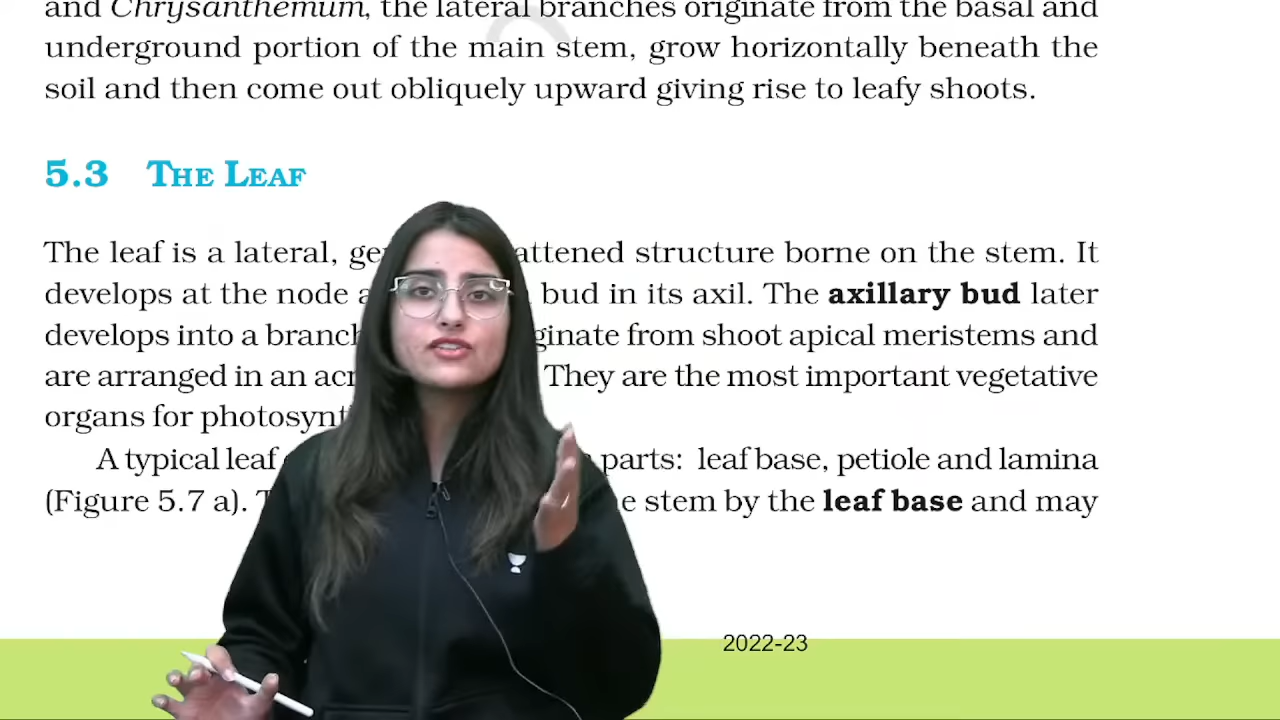 and Chrysanthemum, the lateral branches originate from the basal and
underground portion of the main stem, grow horizontally beneath the
soil and then come out obliquely upward giving rise to leafy shoots.
5.3 THE LEAF
The leaf is a lateral, attened structure borne on the stem. It
develops at the node bud in its axil. The axillary bud later
develops into a branch ginate from shoot apical meristems and
are arranged in an They are the most important vegetative
organs for
A typical leaf parts: leaf base, petiole and lamina
(Figure 5.7 a). stem by the leaf base and may
2022-23